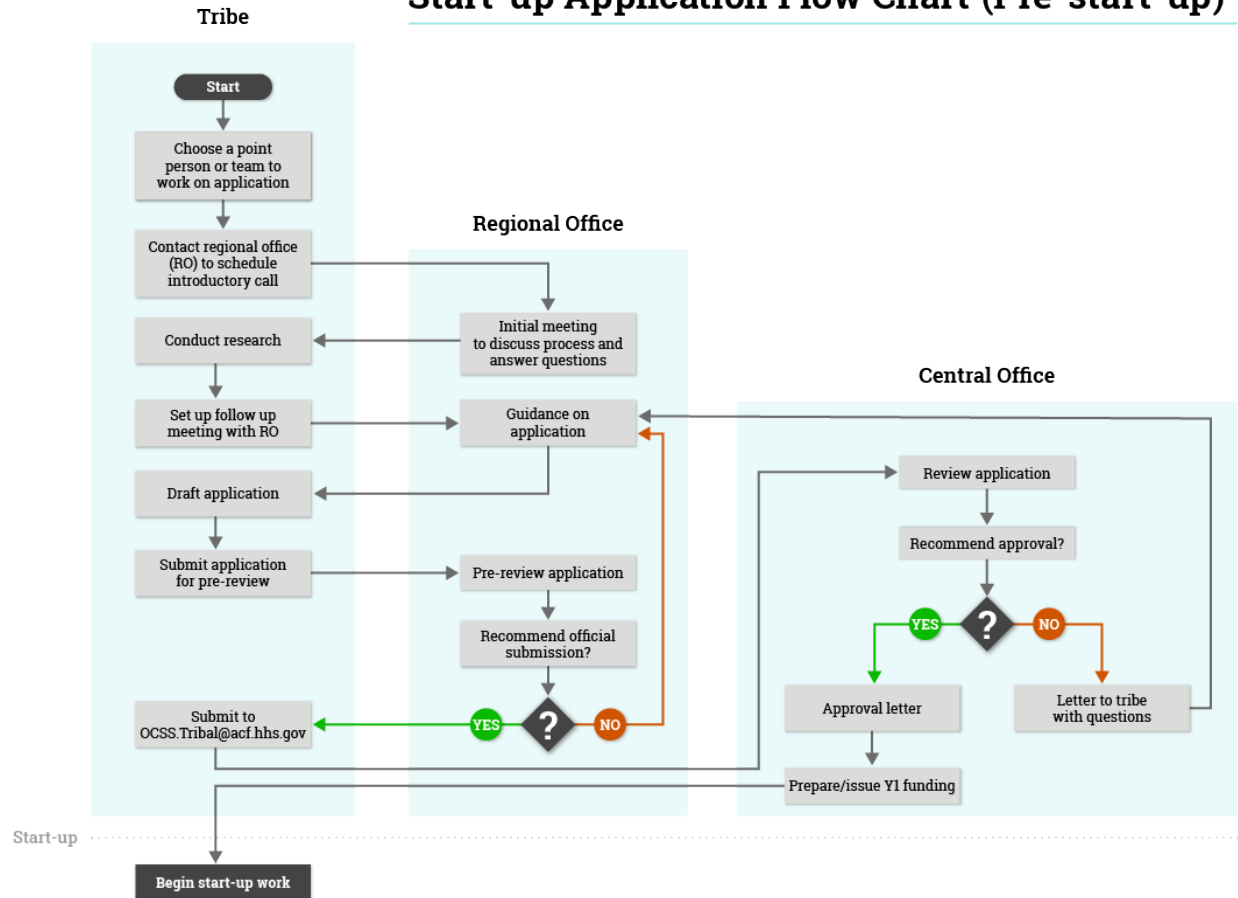 Start-up Application Flow Chart (Pre-start-up)
Tribe
Start
Choose a point
person or team to
work on application
Contact regional office
(RO) to schedule
introductory call
Conduct research
Set up follow up
meeting with RO
Draft application
Submit application
for pre-review
Submit to
OCSS.Tribal@acf.hhs.gov
Regional Office
Initial meeting
to discuss process and
answer questions
Guidance on
application
Pre-review application
Recommend official
submission?
?
YES
NO
Central Office
Review application
Recommend approval?
?
YES
NO
Approval letter
Letter to tribe
with questions
Prepare/issue Y1 funding
Start-up
Begin start-up work